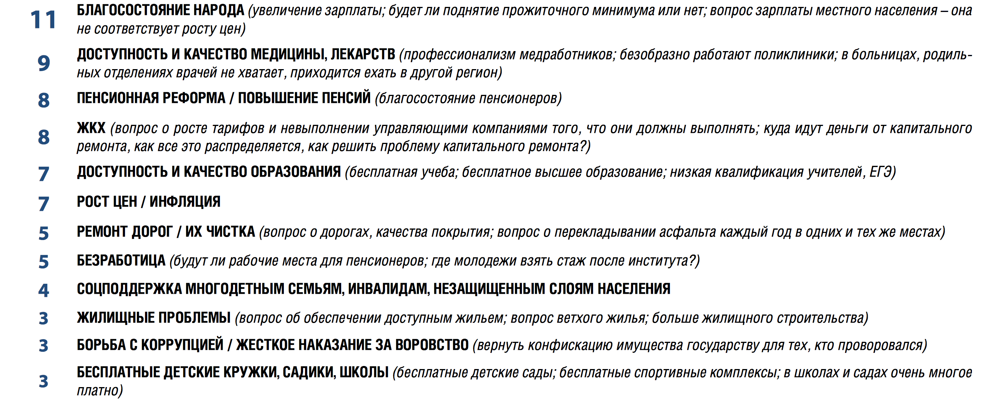 11 БЛАГОСОСТОЯНИЕ НАРОДА (увеличение зарплаты; будет ли поднятие прожиточного минимума или нет; вопрос зарплаты местного населения – она
не соответствует росту цен)
9 ДОСТУПНОСТЬ И КАЧЕСТВО МЕДИЦИНЫ, ЛЕКАРСТВ (профессионализм медработников; безобразно работают поликлиники; в больницах, родиль-
ных отделениях врачей не хватает, приходится ехать в другой регион)
8 ПЕНСИОННАЯ РЕФОРМА / ПОВЫШЕНИЕ ПЕНСИЙ (благосостояние пенсионеров)
8 ЖКХ (вопрос о росте тарифов и невыполнении управляющими компаниями того, что они должны выполнять; куда идут деньги от капитального
ремонта, как все это распределяется, как решить проблему капитального ремонта?)
7 ДОСТУПНОСТЬ И КАЧЕСТВО ОБРАЗОВАНИЯ (бесплатная учеба; бесплатное высшее образование; низкая квалификация учителей, ЕГЭ)
7 РОСТ ЦЕН / ИНФЛЯЦИЯ
5 РЕМОНТ ДОРОГ / ИХ ЧИСТКА (вопрос о дорогах, качества покрытия; вопрос о перекладывании асфальта каждый год в одних и тех же местах)
5 БЕЗРАБОТИЦА (будут ли рабочие места для пенсионеров; где молодежи взять стаж после института?)
4 СОЦПОДДЕРЖКА МНОГОДЕТНЫМ СЕМЬЯМ, ИНВАЛИДАМ, НЕЗАЩИЩЕННЫМ СЛОЯМ НАСЕЛЕНИЯ
3 ЖИЛИЩНЫЕ ПРОБЛЕМЫ (вопрос об обеспечении доступным жильем; вопрос ветхого жилья; больше жилищного строительства)
3 БОРЬБА С КОРРУПЦИЕЙ / ЖЕСТКОЕ НАКАЗАНИЕ ЗА ВОРОВСТВО (вернуть конфискацию имущества государству для тех, кто проворовался)
3 БЕСПЛАТНЫЕ ДЕТСКИЕ КРУЖКИ, САДИКИ, ШКОЛЫ (бесплатные детские сады; бесплатные спортивные комплексы; в школах и садах очень многое
платно)